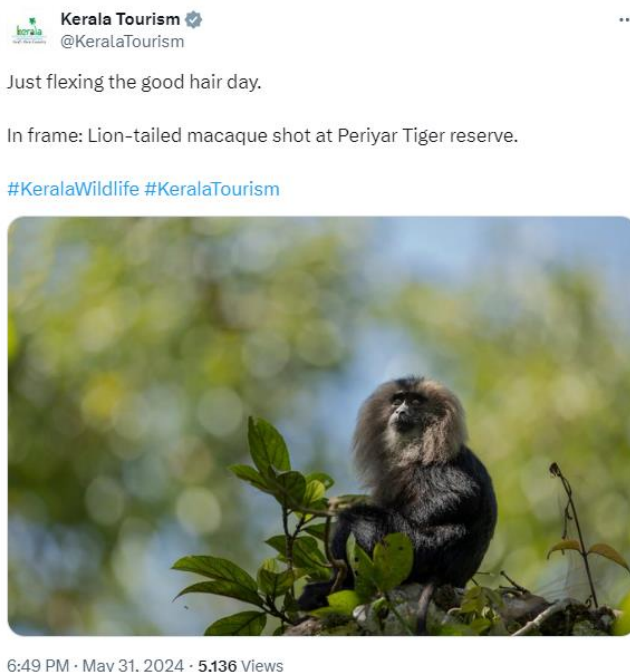 Kerala Tourism
@KeralaTourism
Just flexing the good hair day.
In frame: Lion-tailed macaque shot at Periyar Tiger reserve.
#KeralaWildlife #KeralaTourism
6:49 PM · May 31, 2024 · 5,136 Views